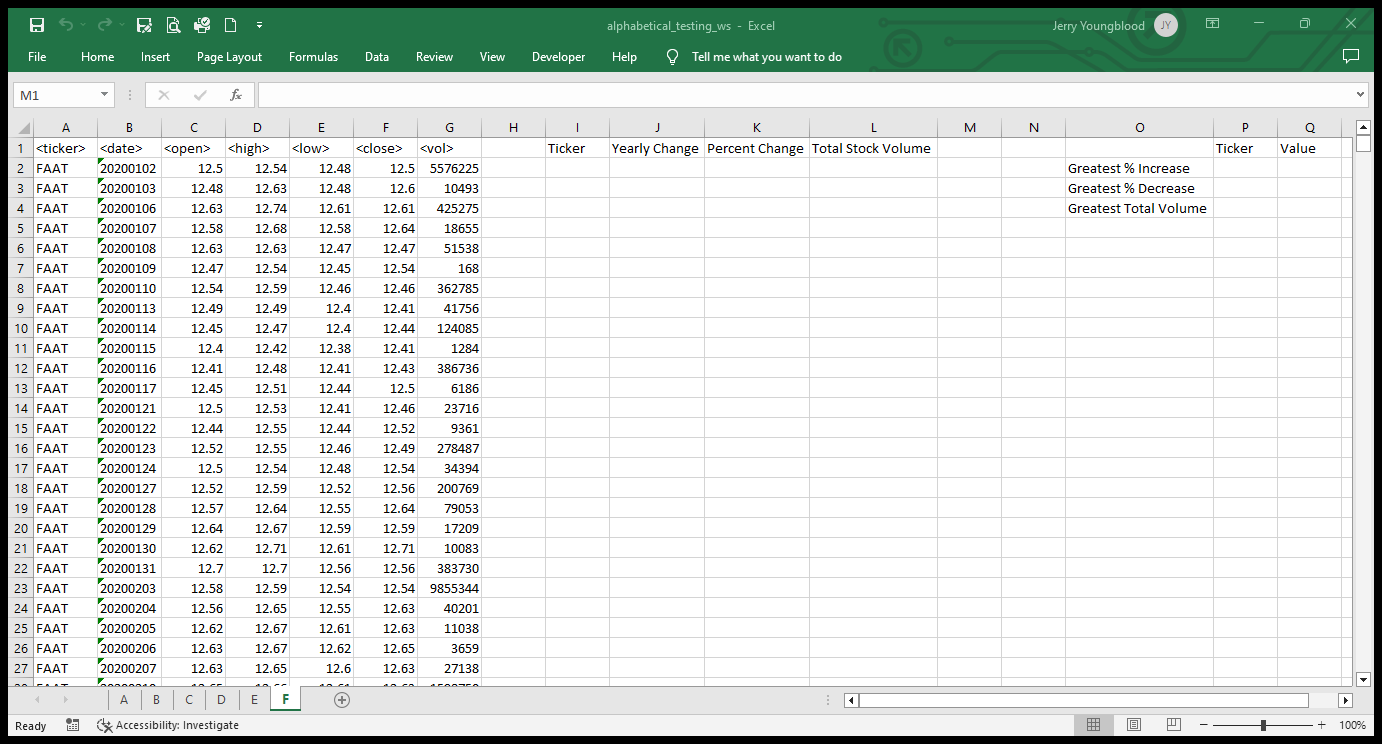 alphabetical_testing_ws - Excel
Jerry Youngblood JY
File Home Insert Page Layout Formulas Data Review View Developer Help Tell me what you want to do
M1 fx
A B C D E F G H I J K L M N O P Q
1 <ticker> <date> <open> <high> <low> <close> <vol> Ticker Yearly Change Percent Change Total Stock Volume Ticker Value
2 FAAT 20200102 12.5 12.54 12.48 12.5 5576225 Greatest % Increase
3 FAAT 20200103 12.48 12.63 12.48 12.6 10493 Greatest % Decrease
4 FAAT 20200106 12.63 12.74 12.61 12.61 425275 Greatest Total Volume
5 FAAT 20200107 12.58 12.68 12.58 12.64 18655
6 FAAT 20200108 12.63 12.63 12.47 12.47 51538
7 FAAT 20200109 12.47 12.54 12.45 12.54 168
8 FAAT 20200110 12.54 12.59 12.46 12.46 362785
9 FAAT 20200113 12.49 12.49 12.4 12.41 41756
10 FAAT 20200114 12.45 12.47 12.4 12.44 124085
11 FAAT 20200115 12.4 12.42 12.38 12.41 1284
12 FAAT 20200116 12.41 12.48 12.41 12.43 386736
13 FAAT 20200117 12.45 12.51 12.44 12.5 6186
14 FAAT 20200121 12.5 12.53 12.41 12.46 23716
15 FAAT 20200122 12.44 12.55 12.44 12.52 9361
16 FAAT 20200123 12.52 12.55 12.46 12.49 278487
17 FAAT 20200124 12.5 12.54 12.48 12.54 34394
18 FAAT 20200127 12.52 12.59 12.52 12.56 200769
19 FAAT 20200128 12.57 12.64 12.55 12.64 79053
20 FAAT 20200129 12.64 12.67 12.59 12.59 17209
21 FAAT 20200130 12.62 12.71 12.61 12.71 10083
22 FAAT 20200131 12.7 12.7 12.56 12.56 383730
23 FAAT 20200203 12.58 12.59 12.54 12.54 9855344
24 FAAT 20200204 12.56 12.65 12.55 12.63 40201
25 FAAT 20200205 12.62 12.67 12.61 12.63 11038
26 FAAT 20200206 12.63 12.67 12.62 12.65 3659
27 FAAT 20200207 12.63 12.65 12.6 12.63 27138
A B C D E F
Ready Accessibility: Investigate 100%